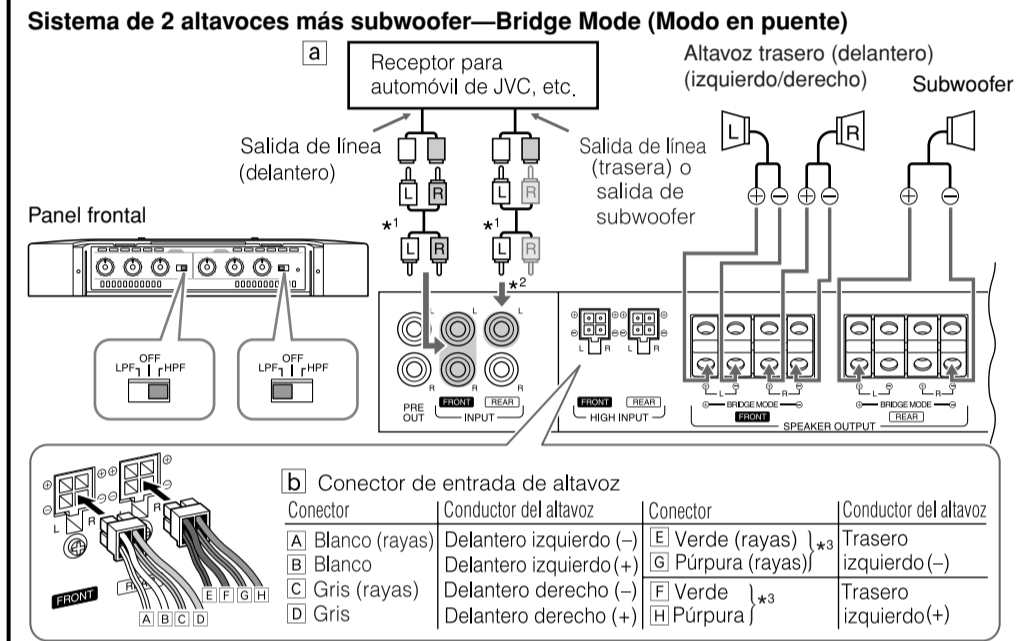 Sistema de 2 altavoces más subwoofer—Bridge Mode (Modo en puente)
a
Receptor para
automóvil de JVC, etc.
Altavoz trasero (delantero)
(izquierdo/derecho)
Subwoofer
Salida de línea
(delantero)
Salida de línea
(trasera) o
salida de
subwoofer
L
R
L R
L R
*1
*1
L R
L R
*2
Panel frontal
OFF
LPF HPF
OFF
LPF HPF
L L
R R
PRE
OUT
FRONT REAR
INPUT
L R
L R
FRONT REAR
HIGH INPUT
⊕ ⊖ ⊕ ⊖
⊕ ⊖
⊕ L ⊖ ⊕ R ⊖
⊕ BRIDGE MODE ⊖
FRONT
⊕ L ⊖ ⊕ R ⊖
⊕ BRIDGE MODE ⊖
REAR
SPEAKER OUTPUT
L R
FRONT
A B C D
E F G H
b Conector de entrada de altavoz
Conector Conductor del altavoz Conector Conductor del altavoz
A Blanco (rayas) Delantero izquierdo (–) E Verde (rayas) *3 Trasero
B Blanco Delantero izquierdo (+) G Púrpura (rayas) izquierdo (–)
C Gris (rayas) Delantero derecho (–) F Verde *3 Trasero
D Gris Delantero derecho (+) H Púrpura izquierdo(+)